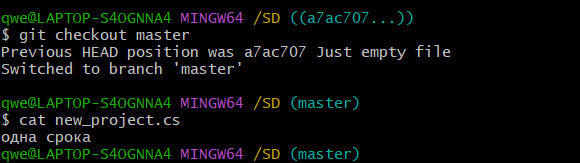 qwe@LAPTOP-S4OGNNA4 MINGW64 /SD ((a7ac707...))
$ git checkout master
Previous HEAD position was a7ac707 Just empty file
Switched to branch 'master'
qwe@LAPTOP-S4OGNNA4 MINGW64 /SD (master)
$ cat new_project.cs
одна срока
qwe@LAPTOP-S4OGNNA4 MINGW64 /SD (master)